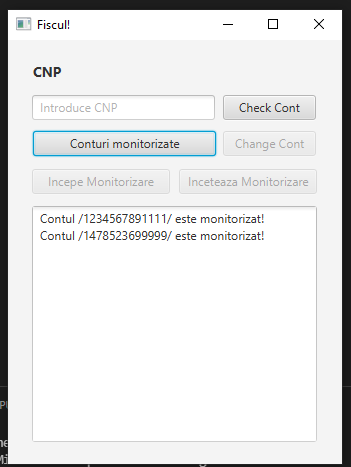 Fiscul!
CNP
Introduce CNP
Check Cont
Conturi monitorizate
Change Cont
Incepe Monitorizare
Inceteaza Monitorizare
Contul /1234567891111/ este monitorizat!
Contul /1478523699999/ este monitorizat!